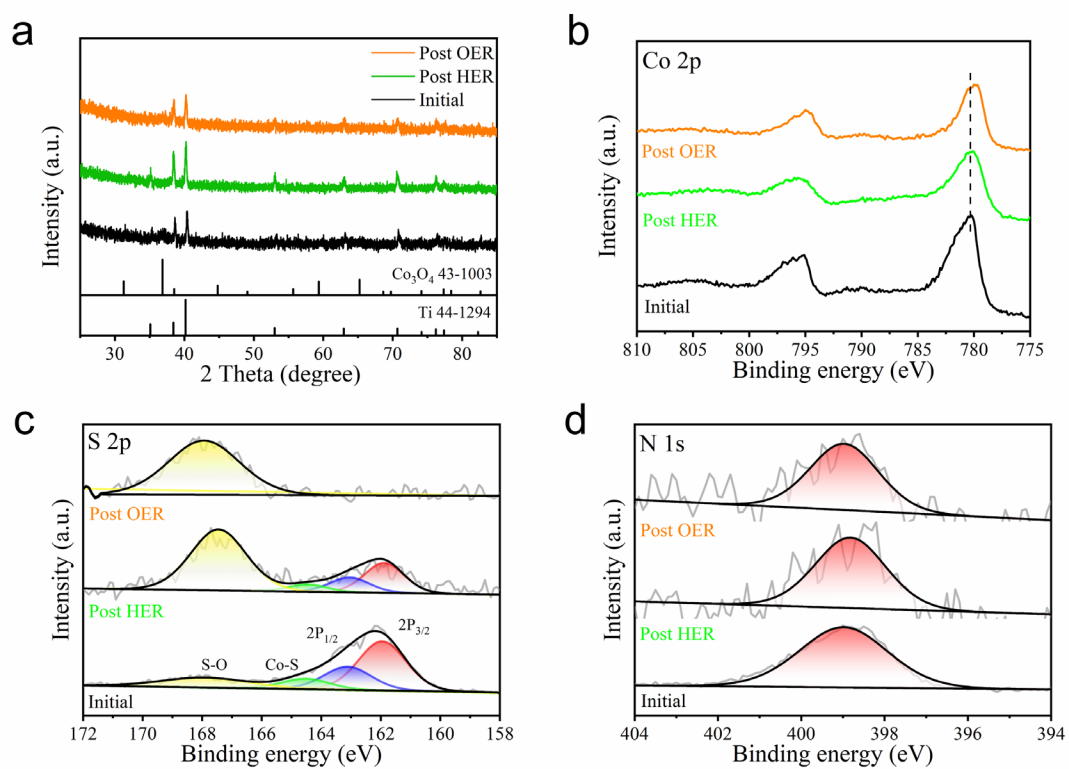 a
Post OER
Post HER
Initial
Co₃O₄ 43-1003
Ti 44-1294
30 40 50 60 70 80
2 Theta (degree)
Intensity (a.u.)
b
Co 2p
Post OER
Post HER
Initial
810 805 800 795 790 785 780 775
Binding energy (eV)
Intensity (a.u.)
c
S 2p
Post OER
Post HER
2P₁/₂
2P₃/₂
S-O
Co-S
Initial
172 170 168 166 164 162 160 158
Binding energy (eV)
Intensity (a.u.)
d
N 1s
Post OER
Post HER
Initial
404 402 400 398 396 394
Binding energy (eV)
Intensity (a.u.)